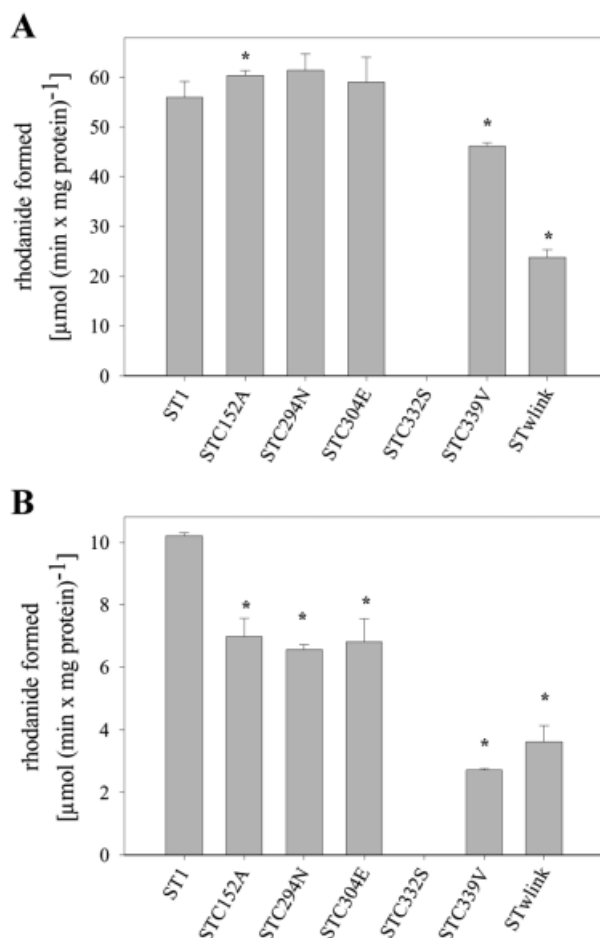 A
rhodanide formed
[µmol (min x mg protein)-1
60
50
40
30
20
10
0
*
*
*
ST1
STC152A
STC294N
STC304E
STC332S
STC339V
STwlink
B
rhodanide formed
[µmol (min x mg protein)-1
10
8
6
4
2
0
*
*
*
*
*
ST1
STC152A
STC294N
STC304E
STC332S
STC339V
STwlink